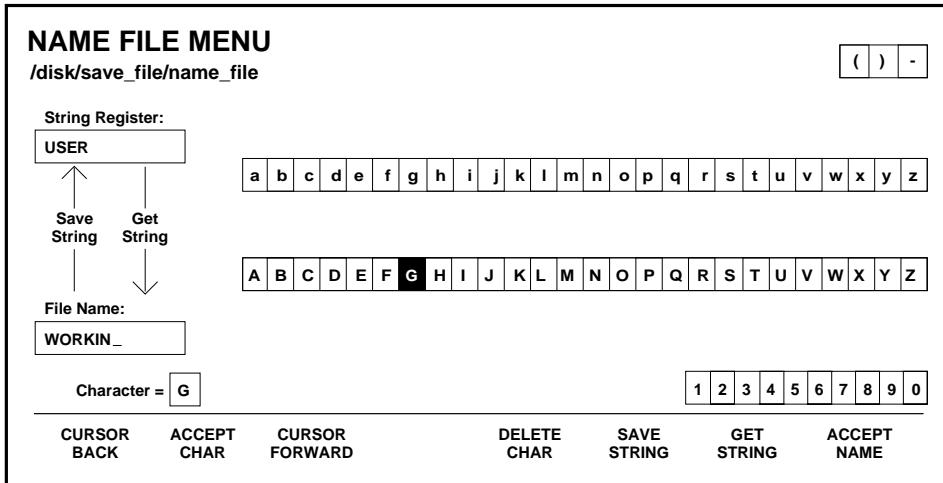 NAME FILE MENU
/disk/save_file/name_file
( ) -
String Register:
USER
a b c d e f g h i j k l m n o p q r s t u v w x y z
Save String
Get String
A B C D E F G H I J K L M N O P Q R S T U V W X Y Z
File Name:
WORKIN_
Character = G
1 2 3 4 5 6 7 8 9 0
CURSOR BACK
ACCEPT CHAR
CURSOR FORWARD
DELETE CHAR
SAVE STRING
GET STRING
ACCEPT NAME